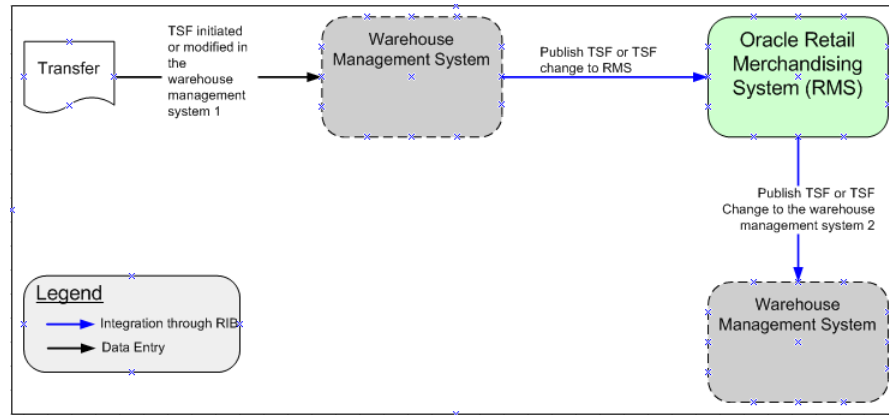 Transfer
TSF initiated
or modified in
the
warehouse
management
system 1
Warehouse
Management System
Publish TSF or TSF
change to RMS
Oracle Retail
Merchandising
System (RMS)
Publish TSF or TSF
Change to the warehouse
management system 2
Warehouse
Management System
Legend
Integration through RIB
Data Entry